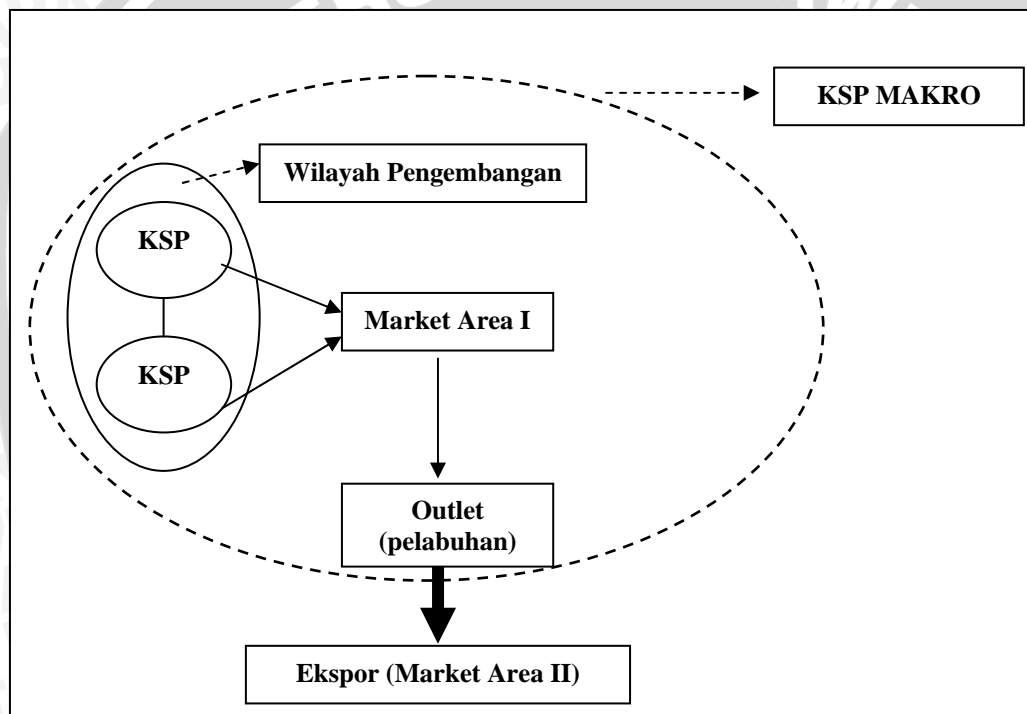 KSP MAKRO
Wilayah Pengembangan
KSP
Market Area I
KSP
Outlet
(pelabuhan)
Ekspor (Market Area II)